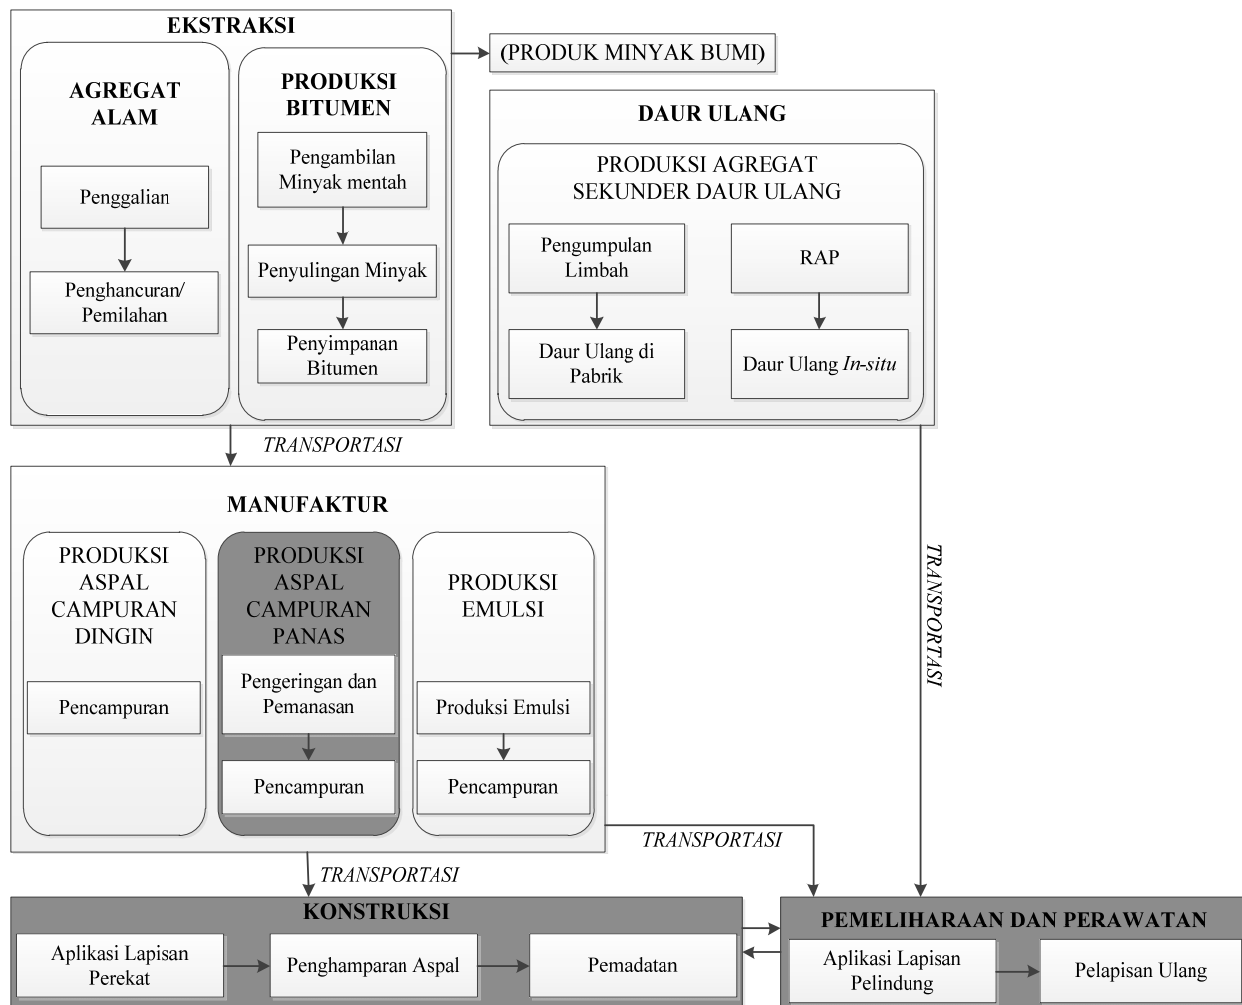 EKSTRAKSI
AGREGAT
ALAM
Penggalian
Penghancuran/
Pemilahan
PRODUKSI
BITUMEN
Pengambilan
Minyak mentah
Penyulingan Minyak
Penyimpanan
Bitumen
(PRODUK MINYAK BUMI)
DAUR ULANG
PRODUKSI AGREGAT
SEKUNDER DAUR ULANG
Pengumpulan
Limbah
Daur Ulang di
Pabrik
RAP
Daur Ulang In-situ
TRANSPORTASI
MANUFAKTUR
PRODUKSI
ASPAL
CAMPURAN
DINGIN
Pencampuran
PRODUKSI
ASPAL
CAMPURAN
PANAS
Pengeringan dan
Pemanasan
Pencampuran
PRODUKSI
EMULSI
Produksi Emulsi
Pencampuran
TRANSPORTASI
TRANSPORTASI
TRANSPORTASI
KONSTRUKSI
Aplikasi Lapisan
Perekat
Penghamparan Aspal
Pemadatan
PEMELIHARAAN DAN PERAWATAN
Aplikasi Lapisan
Pelindung
Pelapisan Ulang